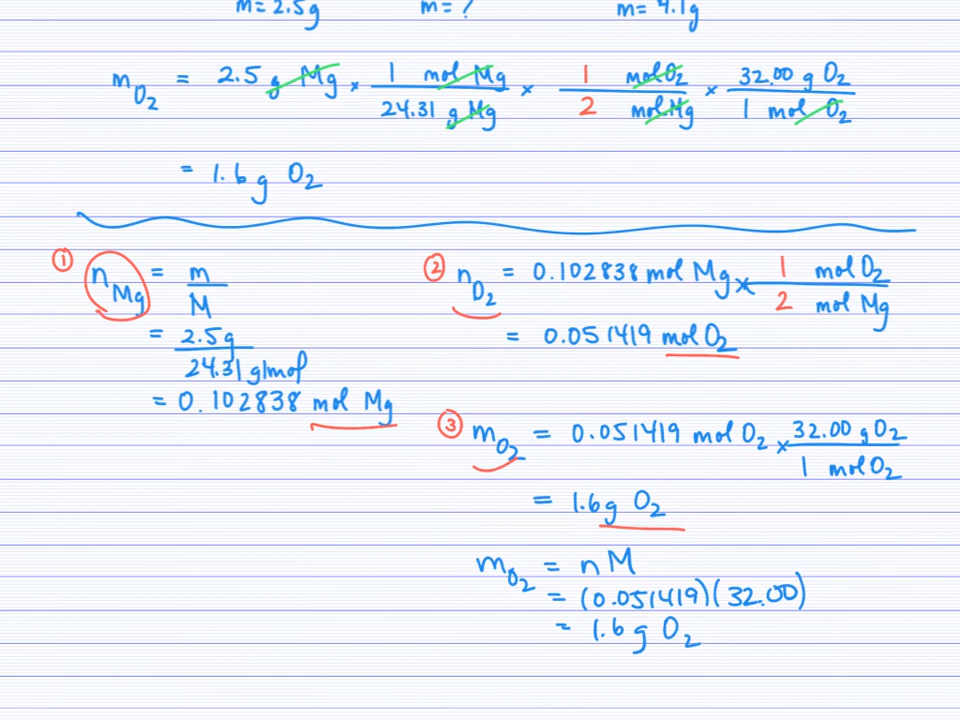 m=2.5g m=? m=4.1g
m_O₂ = 2.5 g Mg × 1 mol Mg / 24.31 g Mg × 1 mol O₂ / 2 mol Mg × 32.00 g O₂ / 1 mol O₂
= 1.6 g O₂
① n_Mg = m / M
= 2.5g / 24.31 g/mol
= 0.102838 mol Mg
② n_O₂ = 0.102838 mol Mg × 1 mol O₂ / 2 mol Mg
= 0.051419 mol O₂
③ m_O₂ = 0.051419 mol O₂ × 32.00 g O₂ / 1 mol O₂
= 1.6g O₂
m_O₂ = nM
= (0.051419)(32.00)
= 1.6 g O₂